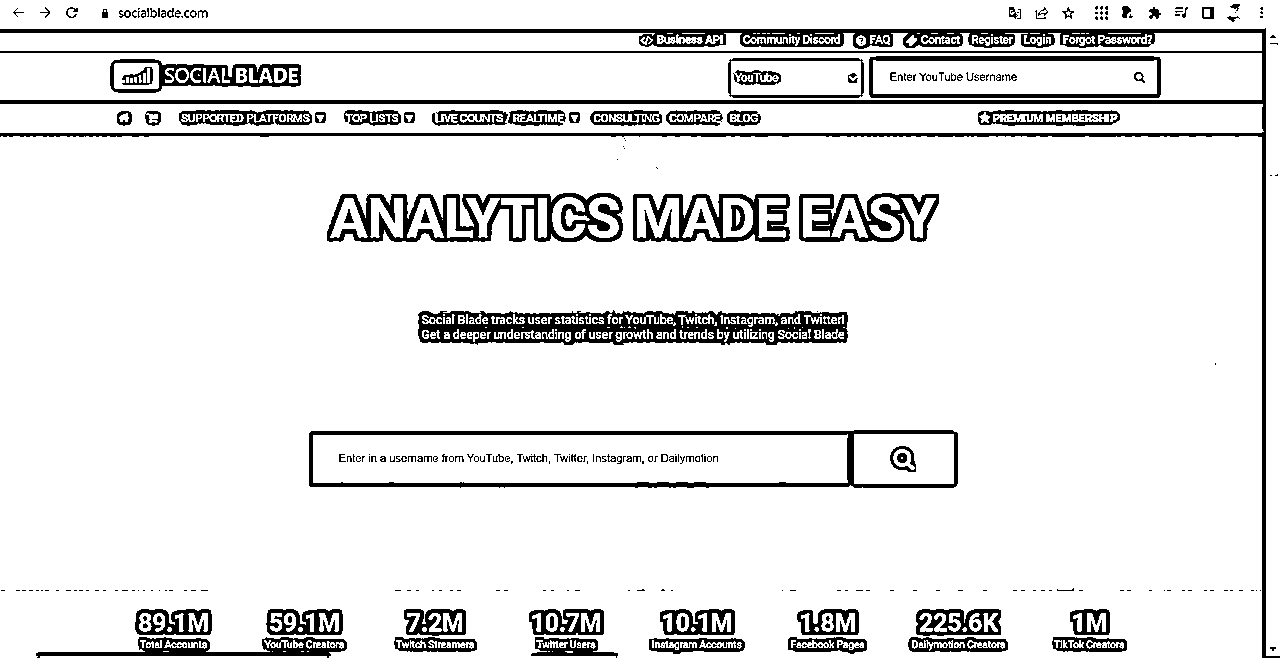 socialblade.com
Business API Community Discord FAQ Contact Register Login Forgot Password?
SOCIAL BLADE YouTube Enter YouTube Username
SUPPORTED PLATFORMS TOP LISTS LIVE COUNTS / REALTIME CONSULTING COMPARE BLOG PREMIUM MEMBERSHIP
ANALYTICS MADE EASY
Social Blade tracks user statistics for YouTube, Twitch, Instagram, and Twitter!
Get a deeper understanding of user growth and trends by utilizing Social Blade
Enter in a username from YouTube, Twitch, Twitter, Instagram, or Dailymotion
89.1M 59.1M 7.2M 10.7M 10.1M 1.8M 225.6K 1M
Total Accounts YouTube Creators Twitch Streamers Twitter Users Instagram Accounts Facebook Pages Dailymotion Creators TikTok Creators